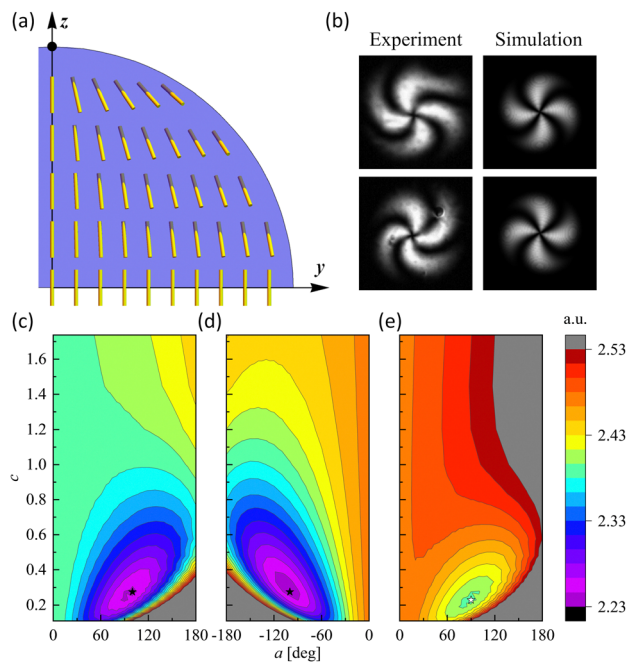 (a)
z
y
(b)
Experiment Simulation
(c) (d) (e) a.u.
1.6
1.4
1.2
1.0
0.8
0.6
0.4
0.2
c
2.53
2.43
2.33
2.23
0 60 120 180 -180 -120 -60 0 0 60 120 180
a [deg]